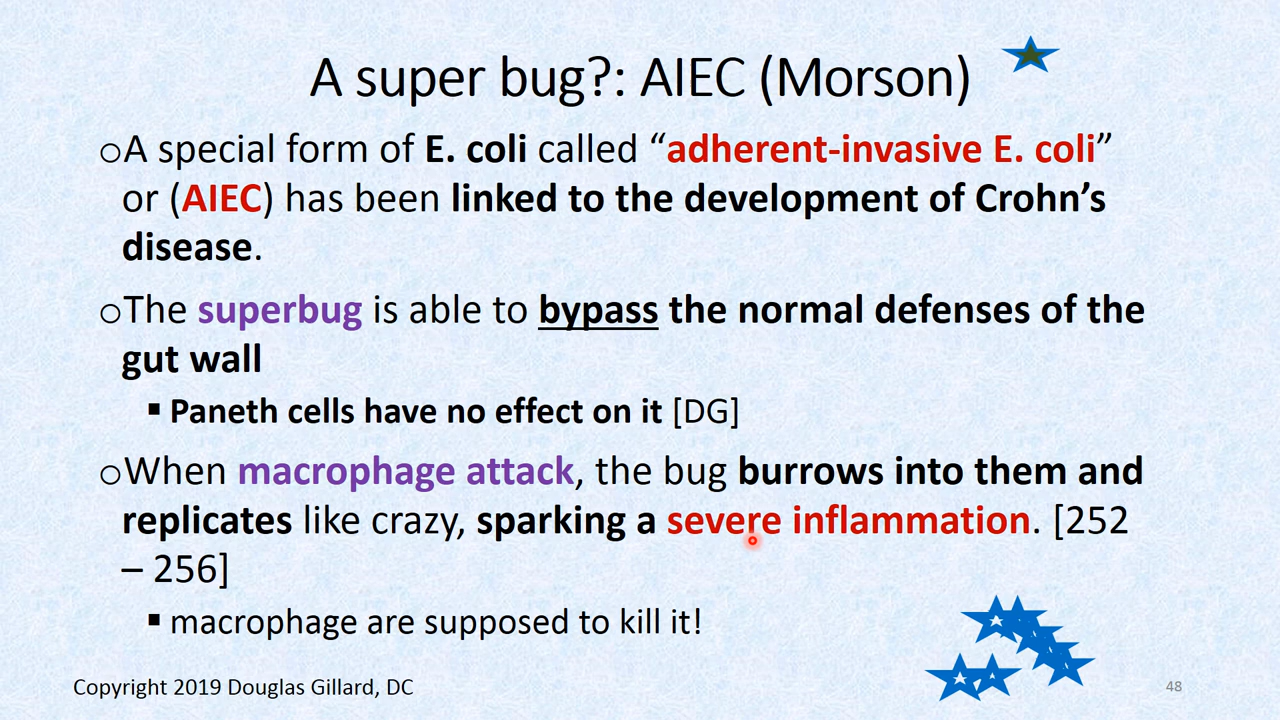 A super bug?: AIEC (Morson)
oA special form of E. coli called “adherent-invasive E. coli”
or (AIEC) has been linked to the development of Crohn’s
disease.
oThe superbug is able to bypass the normal defenses of the
gut wall
▪ Paneth cells have no effect on it [DG]
oWhen macrophage attack, the bug burrows into them and
replicates like crazy, sparking a severe inflammation. [252
– 256]
▪ macrophage are supposed to kill it!
Copyright 2019 Douglas Gillard, DC
48